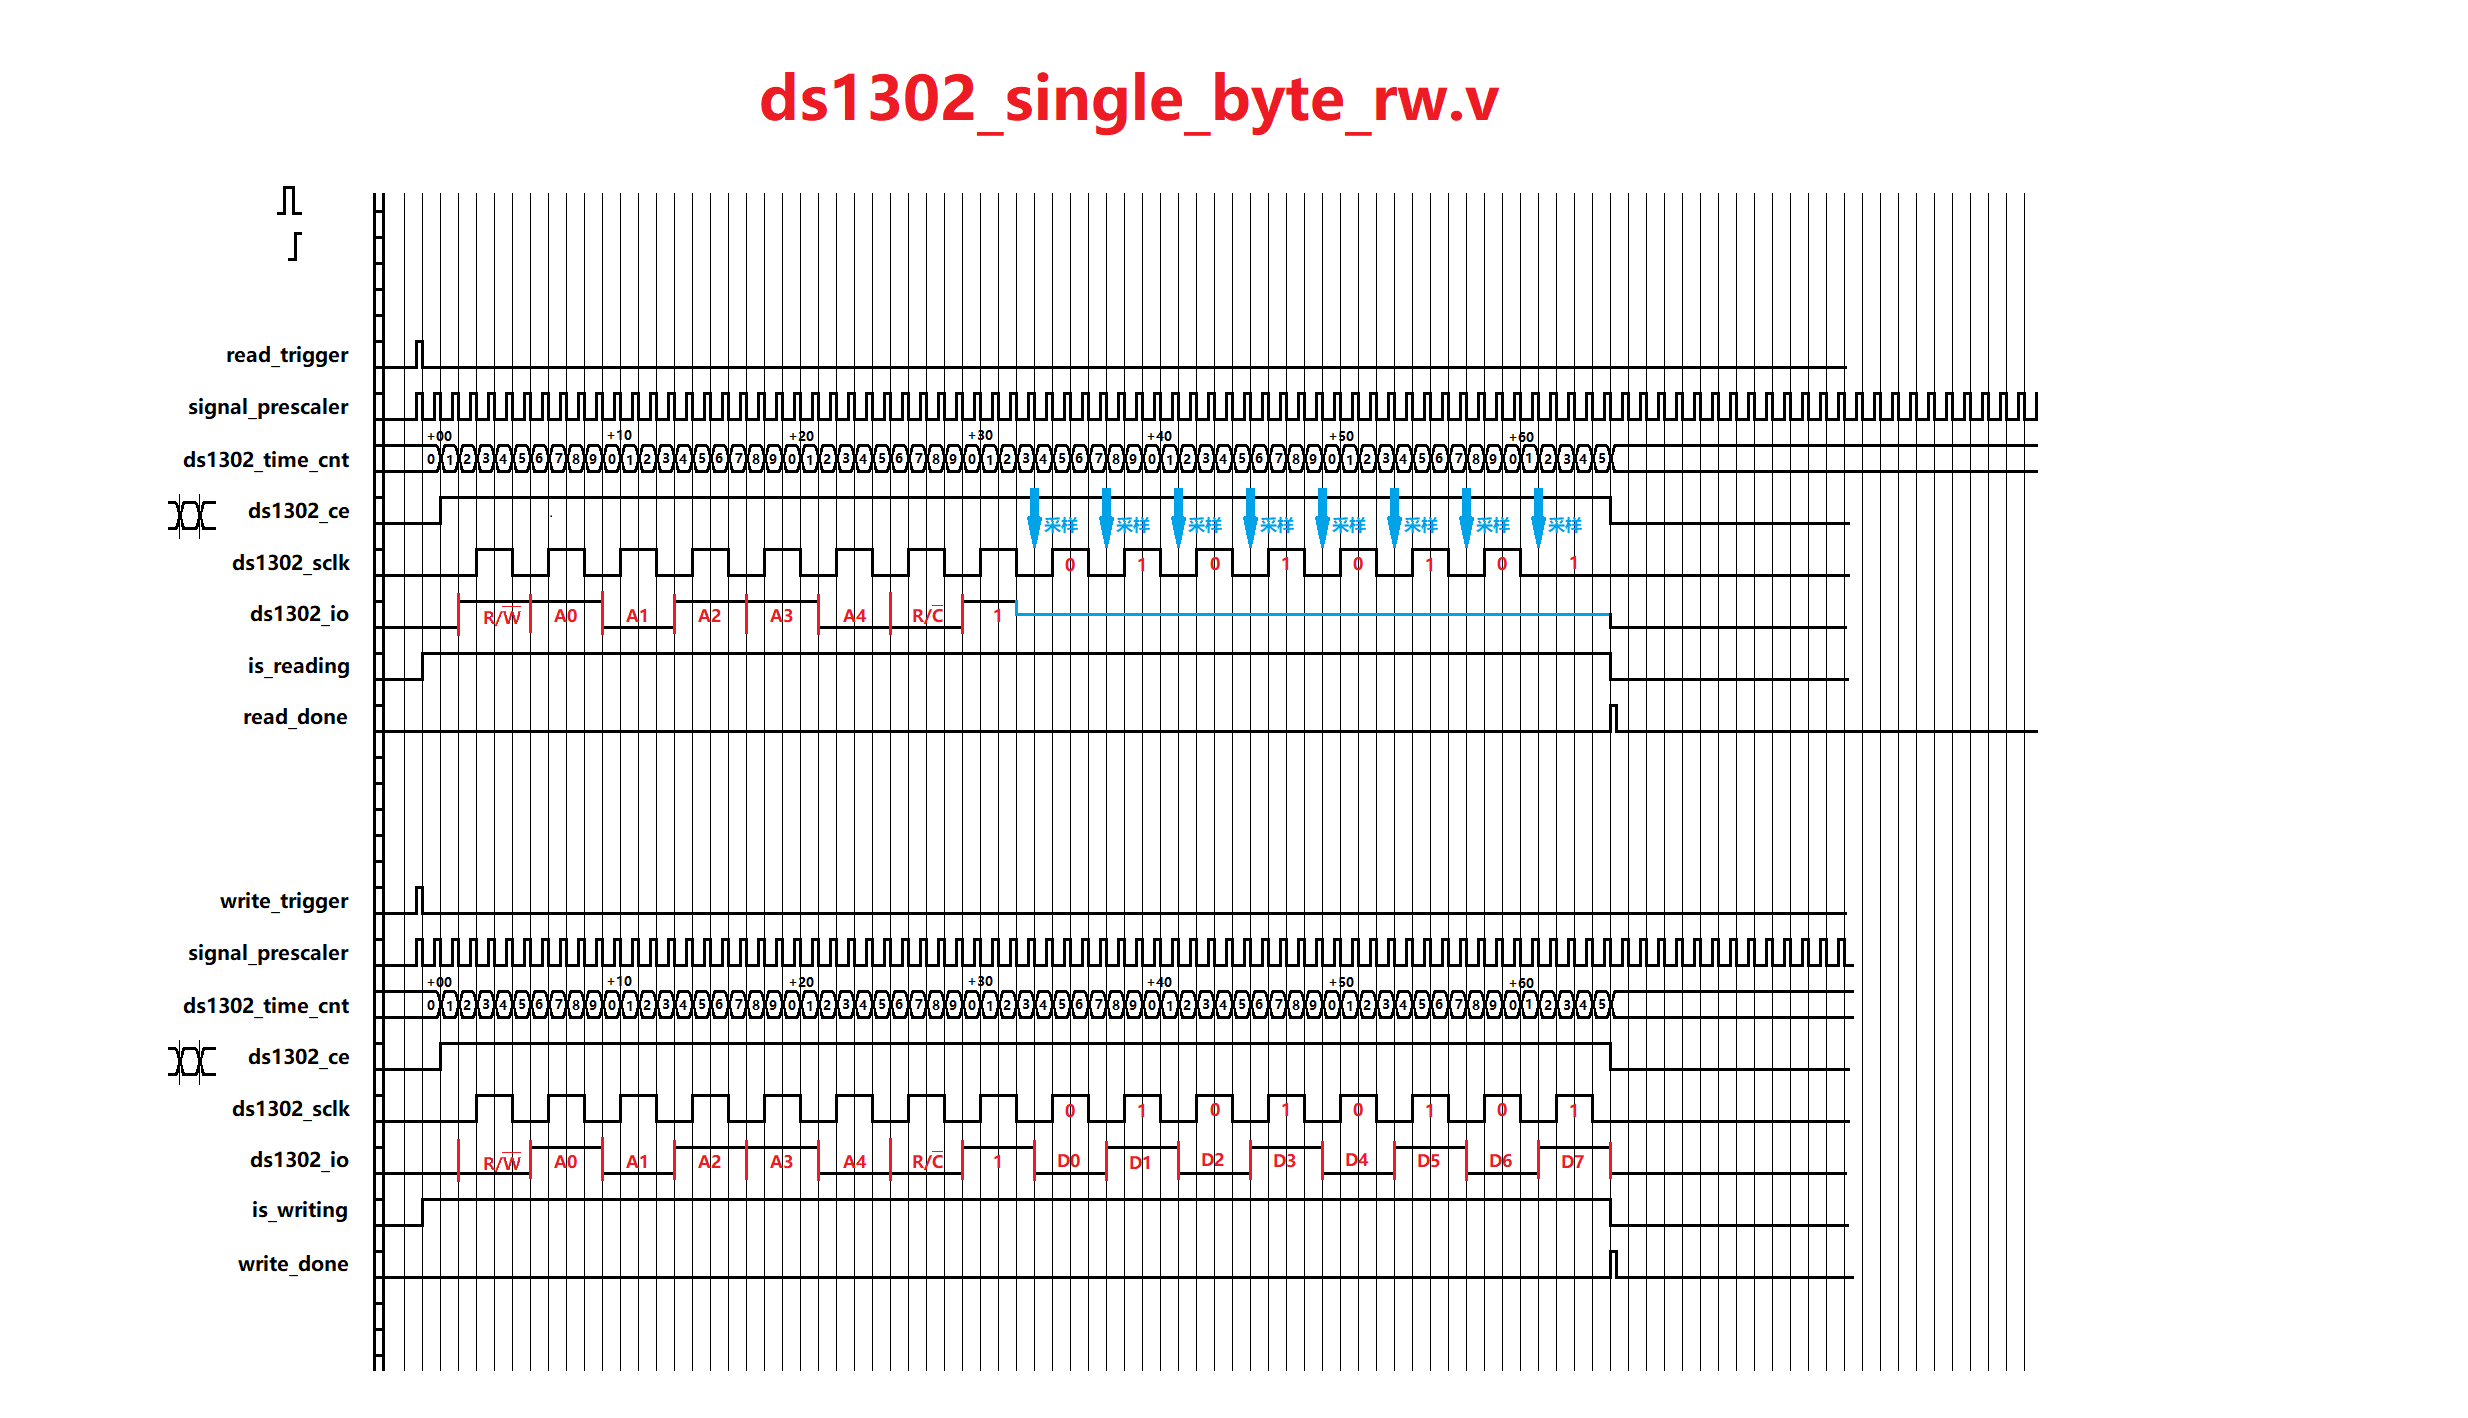 ds1302_single_byte_rw.v
read_trigger
signal_prescaler
+00 +10 +20 +30 +40 +50 +60
ds1302_time_cnt 0 1 2 3 4 5 6 7 8 9 0 1 2 3 4 5 6 7 8 9 0 1 2 3 4 5 6 7 8 9 0 1 2 3 4 5 6 7 8 9 0 1 2 3 4 5 6 7 8 9 0 1 2 3 4 5 6 7 8 9 0 1 2 3 4 5
ds1302_ce 采样 采样 采样 采样 采样 采样 采样 采样
ds1302_sclk 0 1 0 1 0 1 0 1
ds1302_io R/W̅ A0 A1 A2 A3 A4 R/C̅ 1
is_reading
read_done
write_trigger
signal_prescaler
+00 +10 +20 +30 +40 +50 +60
ds1302_time_cnt 0 1 2 3 4 5 6 7 8 9 0 1 2 3 4 5 6 7 8 9 0 1 2 3 4 5 6 7 8 9 0 1 2 3 4 5 6 7 8 9 0 1 2 3 4 5 6 7 8 9 0 1 2 3 4 5 6 7 8 9 0 1 2 3 4 5
ds1302_ce
ds1302_sclk 0 1 0 1 0 1 0 1
ds1302_io R/W̅ A0 A1 A2 A3 A4 R/C̅ 1 D0 D1 D2 D3 D4 D5 D6 D7
is_writing
write_done